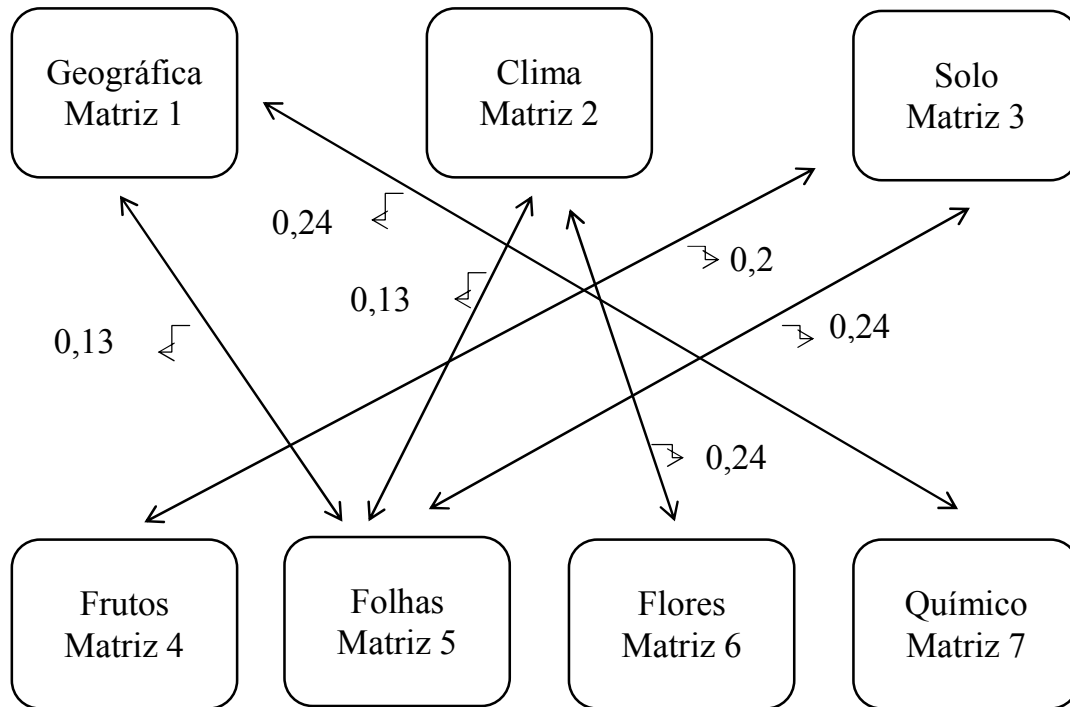 Geográfica
Matriz 1
Clima
Matriz 2
Solo
Matriz 3
0,24
0,2
0,13
0,13
0,24
0,24
Frutos
Matriz 4
Folhas
Matriz 5
Flores
Matriz 6
Químico
Matriz 7